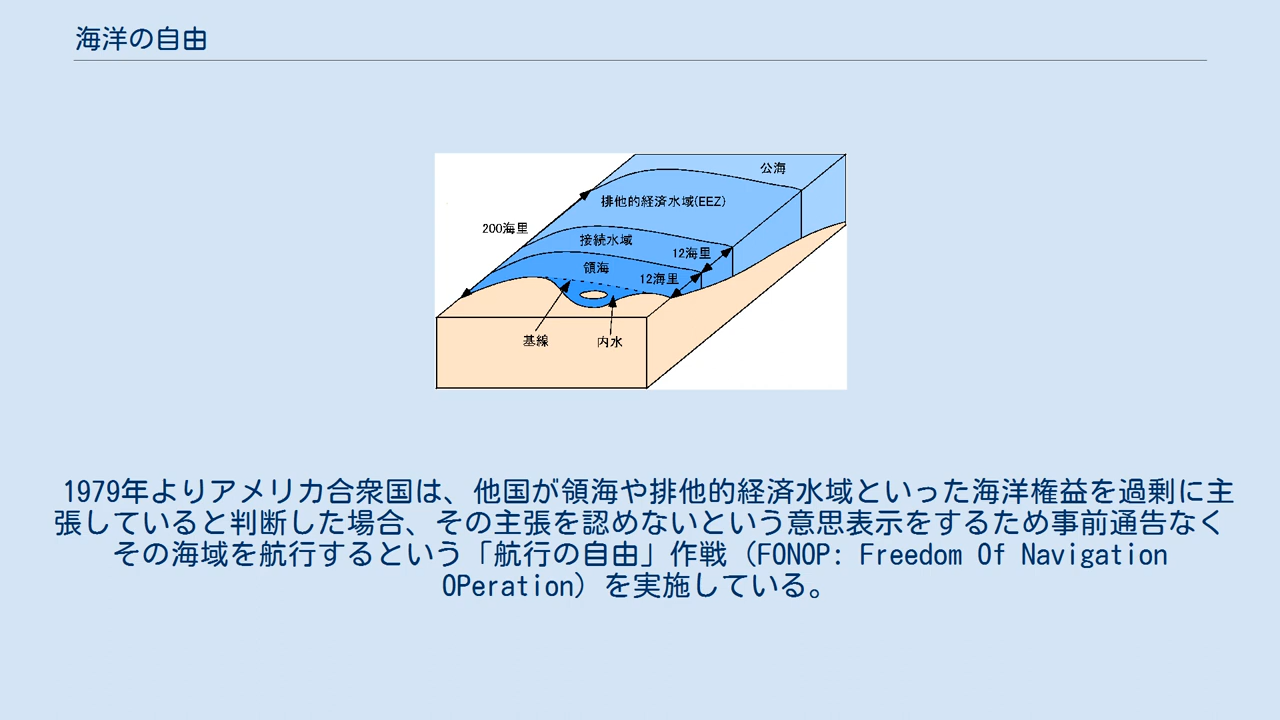 海洋の自由
公海
排他的経済水域(EEZ)
200海里
接続水域
12海里
領海
12海里
基線
内水
1979年よりアメリカ合衆国は、他国が領海や排他的経済水域といった海洋権益を過剰に主
張していると判断した場合、その主張を認めないという意思表示をするため事前通告なく
その海域を航行するという「航行の自由」作戦（FONOP: Freedom Of Navigation
OPeration）を実施している。